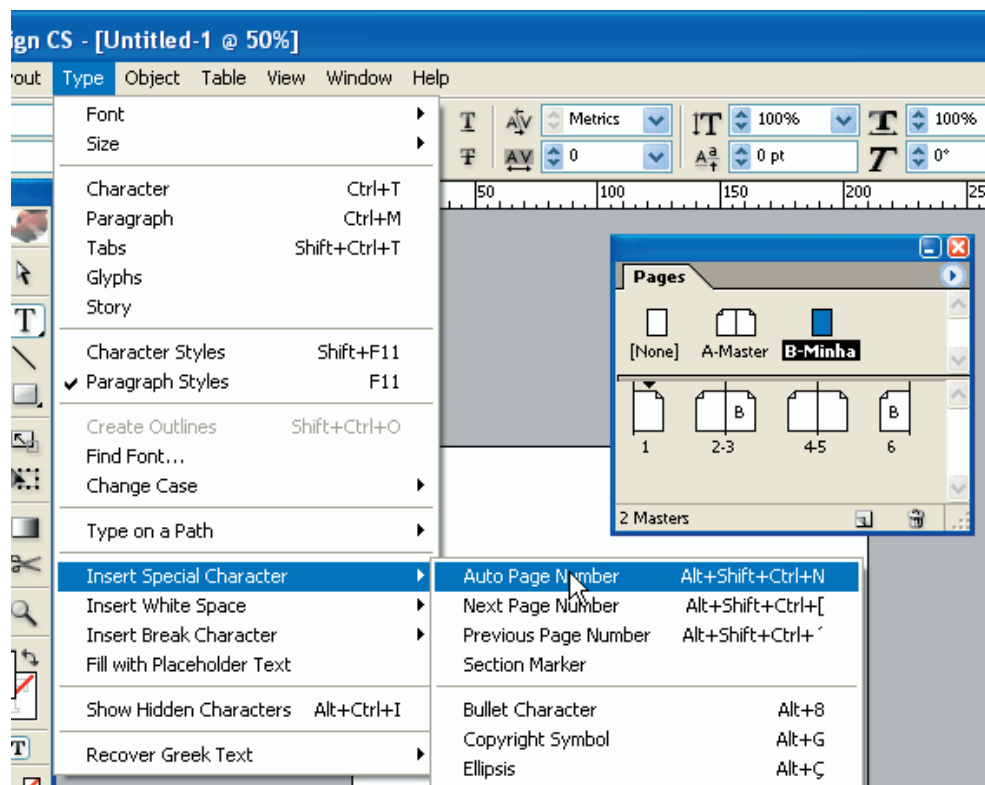 ign CS - [Untitled-1 @ 50%]
out Type Object Table View Window Help
Font
Size
Character Ctrl+T
Paragraph Ctrl+M
Tabs Shift+Ctrl+T
Glyphs
Story
Character Styles Shift+F11
Paragraph Styles F11
Create Outlines Shift+Ctrl+O
Find Font...
Change Case
Type on a Path
Insert Special Character
Insert White Space
Insert Break Character
Fill with Placeholder Text
Show Hidden Characters Alt+Ctrl+I
Recover Greek Text
Metrics 100% 100%
0 0 pt 0°
50 100 150 200 25
Pages
[None] A-Master B-Minha
B B
1 2-3 4-5 6
2 Masters
Auto Page Number Alt+Shift+Ctrl+N
Next Page Number Alt+Shift+Ctrl+[
Previous Page Number Alt+Shift+Ctrl+´
Section Marker
Bullet Character Alt+8
Copyright Symbol Alt+G
Ellipsis Alt+Ç